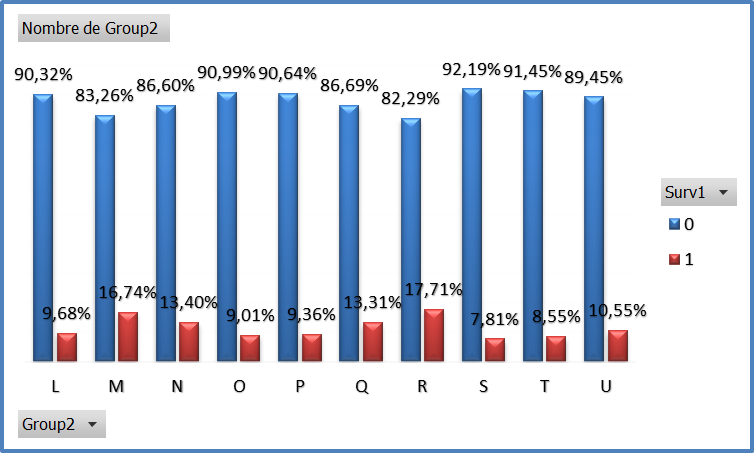 Nombre de Group2
90,32% 83,26% 86,60% 90,99% 90,64% 86,69% 82,29% 92,19% 91,45% 89,45%
9,68% 16,74% 13,40% 9,01% 9,36% 13,31% 17,71% 7,81% 8,55% 10,55%
L M N O P Q R S T U
Surv1
0
1
Group2